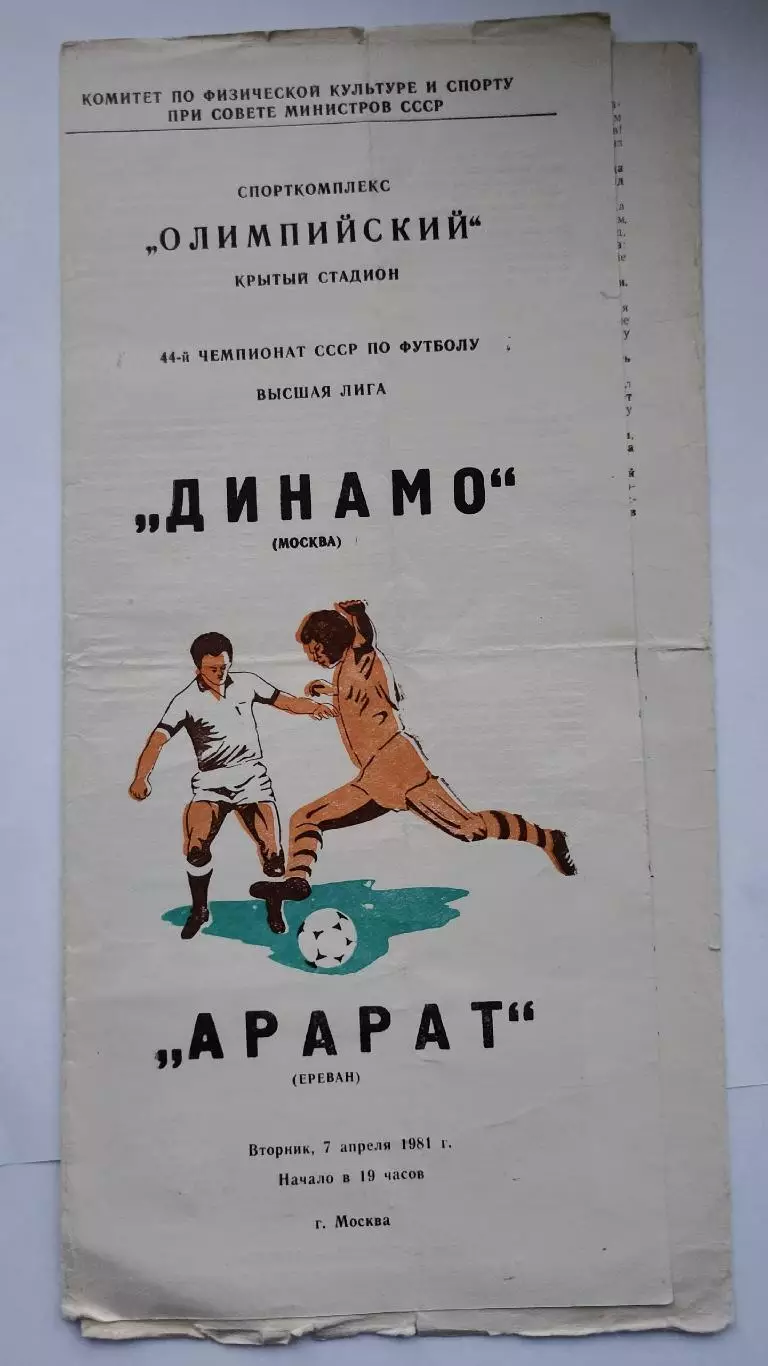 КОМИТЕТ ПО ФИЗИЧЕСКОЙ КУЛЬТУРЕ И СПОРТУ
ПРИ СОВЕТЕ МИНИСТРОВ СССР
СПОРТКОМПЛЕКС
„ОЛИМПИЙСКИЙ“
КРЫТЫЙ СТАДИОН
44-й ЧЕМПИОНАТ СССР ПО ФУТБОЛУ
ВЫСШАЯ ЛИГА
„ДИНАМО“
(МОСКВА)
„АРАРАТ“
(ЕРЕВАН)
Вторник, 7 апреля 1981 г.
Начало в 19 часов
г. Москва